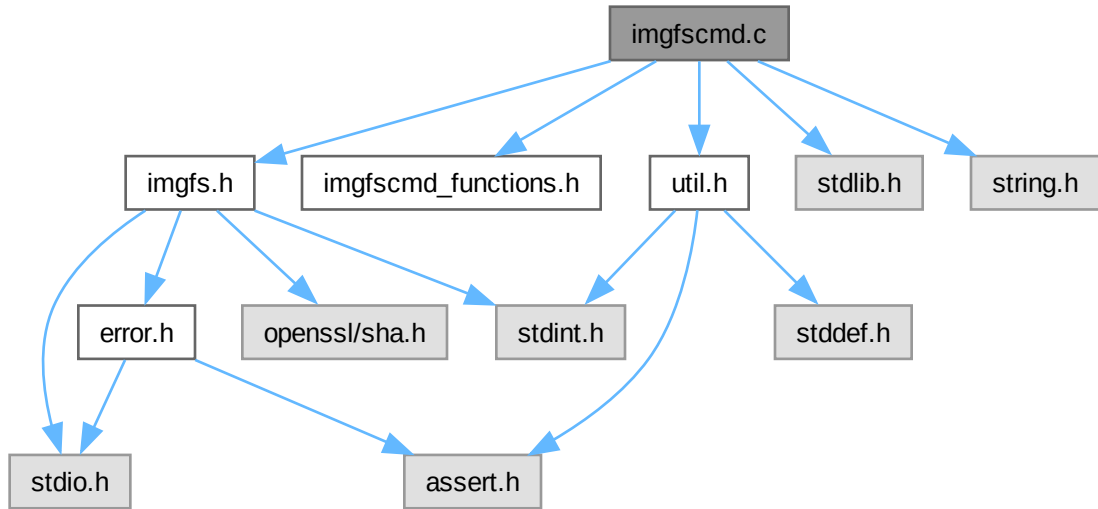 imgfscmd.c
imgfs.h
imgfscmd_functions.h
util.h
stdlib.h
string.h
error.h
openssl/sha.h
stdint.h
stddef.h
stdio.h
assert.h